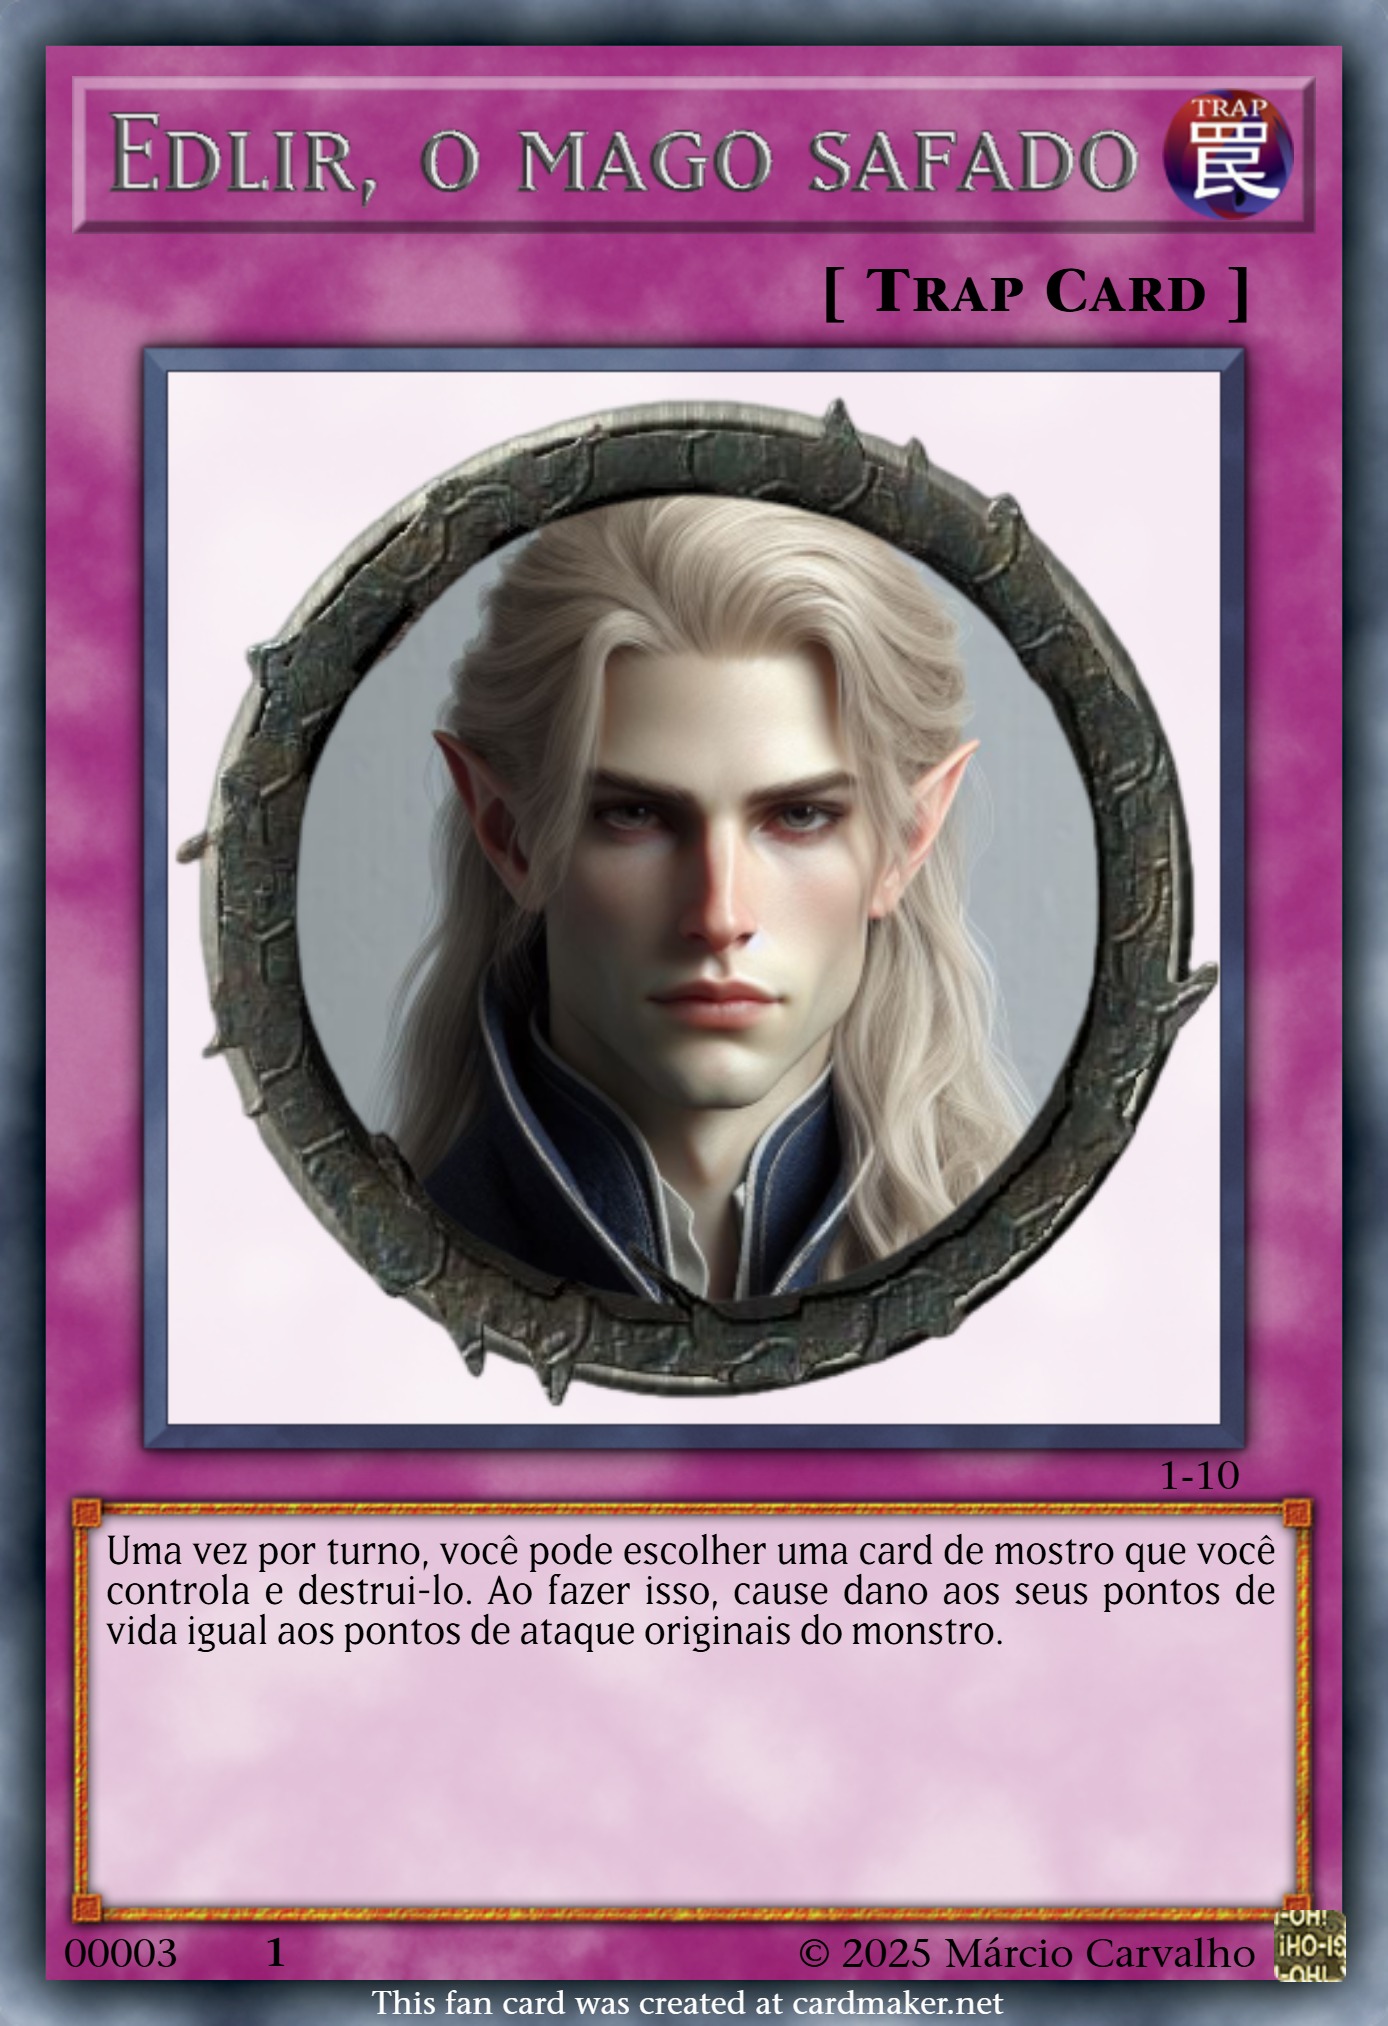 Edlir, o mago safado
TRAP
罠
[ Trap Card ]
1-10
Uma vez por turno, você pode escolher uma card de mostro que você
controla e destrui-lo. Ao fazer isso, cause dano aos seus pontos de
vida igual aos pontos de ataque originais do monstro.
00003 1 © 2025 Márcio Carvalho
This fan card was created at cardmaker.net